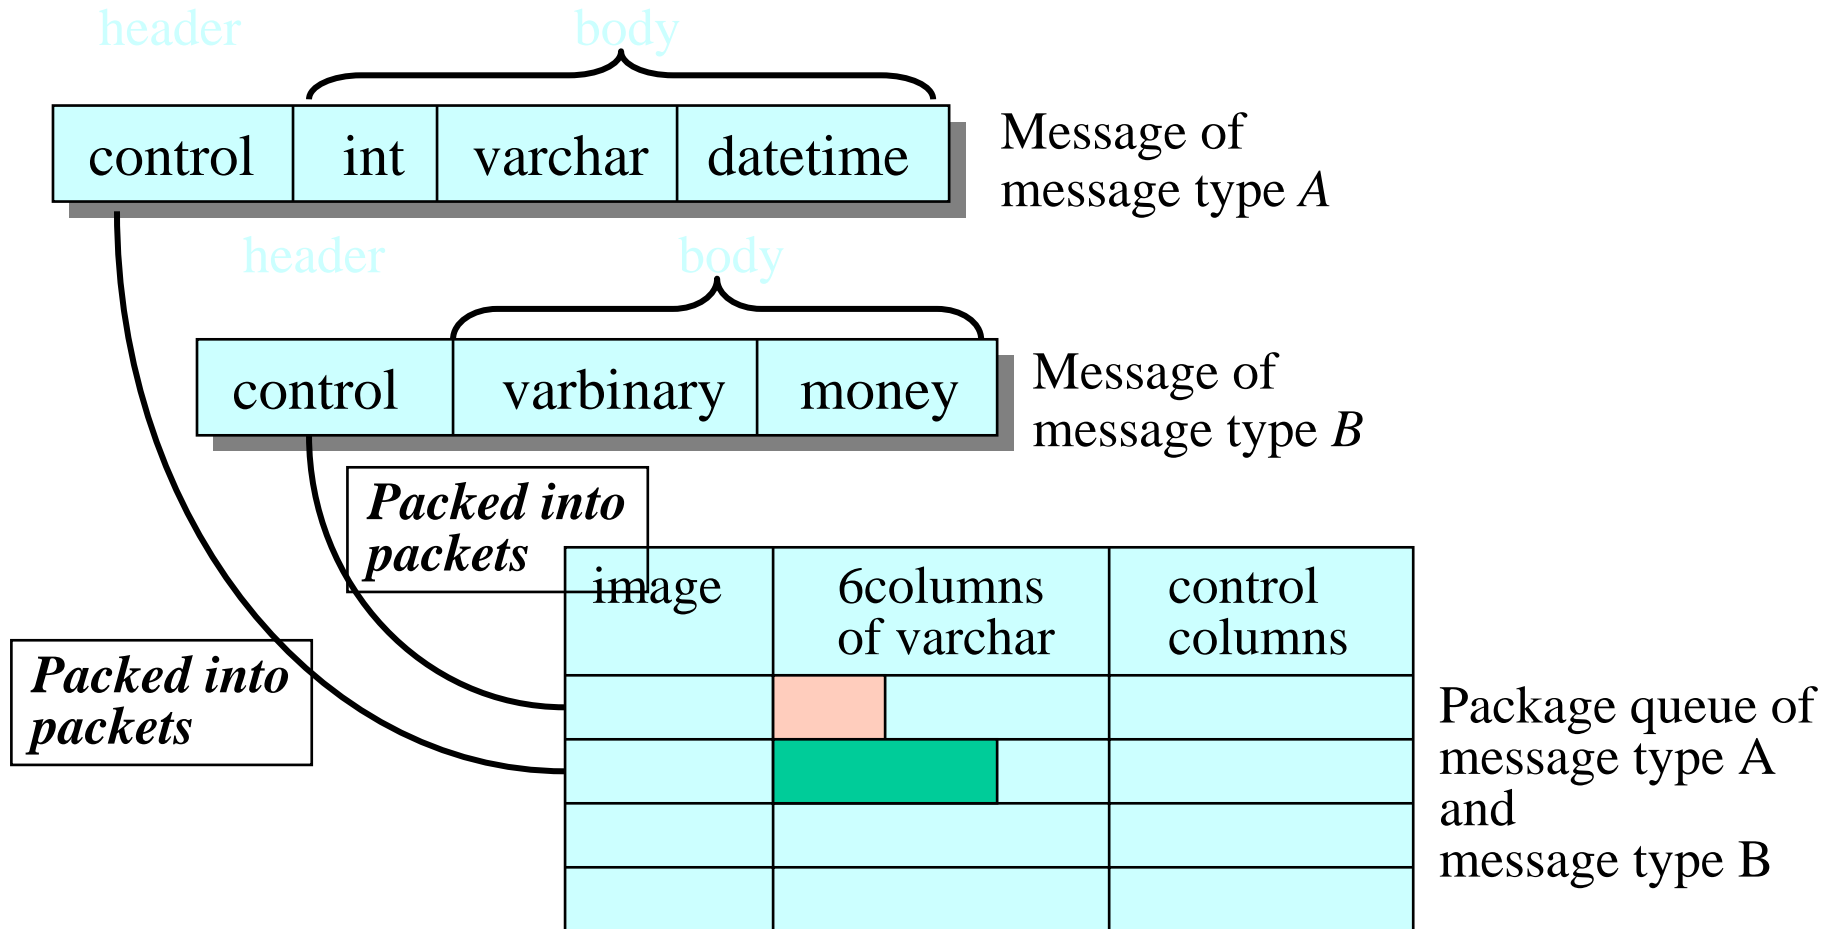 header
body
control
int
varchar
datetime
Message of
message type A
header
body
control
varbinary
money
Message of
message type B
Packed into
packets
image
6columns
of varchar
control
columns
Packed into
packets
Package queue of
message type A
and
message type B